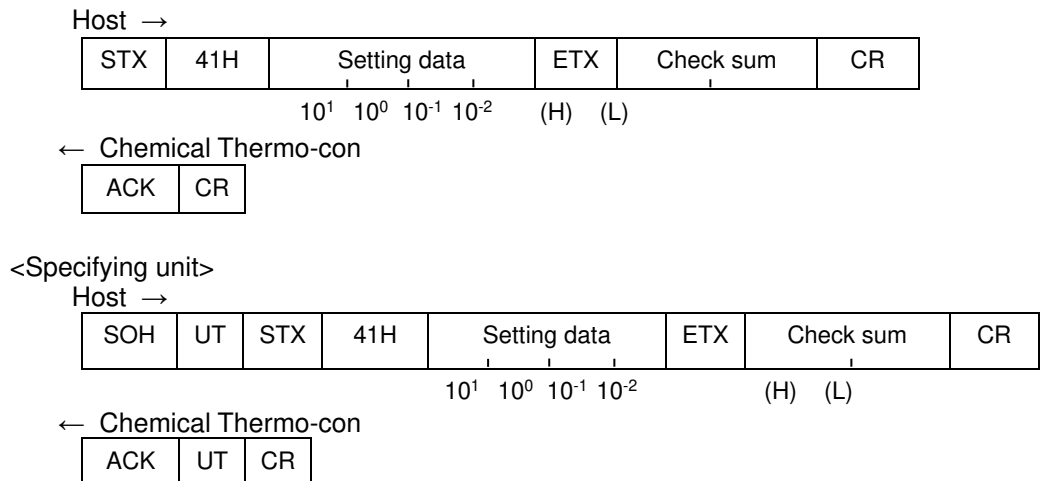 Host →
STX 41H Setting data ETX Check sum CR
10¹ 10⁰ 10⁻¹ 10⁻² (H) (L)
← Chemical Thermo-con
ACK CR
<Specifying unit>
Host →
SOH UT STX 41H Setting data ETX Check sum CR
10¹ 10⁰ 10⁻¹ 10⁻² (H) (L)
← Chemical Thermo-con
ACK UT CR